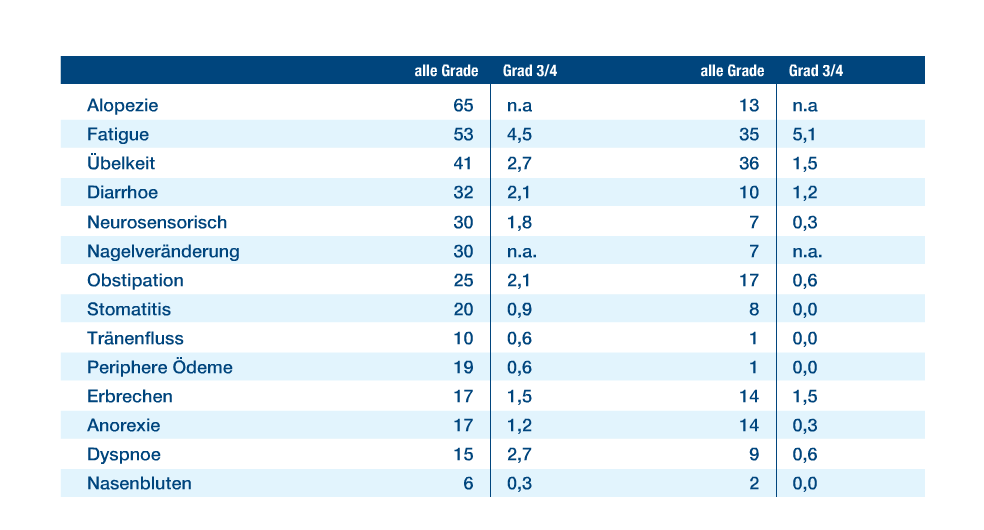 alle Grade Grad 3/4 alle Grade Grad 3/4
Alopezie 65 n.a 13 n.a
Fatigue 53 4,5 35 5,1
Übelkeit 41 2,7 36 1,5
Diarrhoe 32 2,1 10 1,2
Neurosensorisch 30 1,8 7 0,3
Nagelveränderung 30 n.a. 7 n.a.
Obstipation 25 2,1 17 0,6
Stomatitis 20 0,9 8 0,0
Tränenfluss 10 0,6 1 0,0
Periphere Ödeme 19 0,6 1 0,0
Erbrechen 17 1,5 14 1,5
Anorexie 17 1,2 14 0,3
Dyspnoe 15 2,7 9 0,6
Nasenbluten 6 0,3 2 0,0